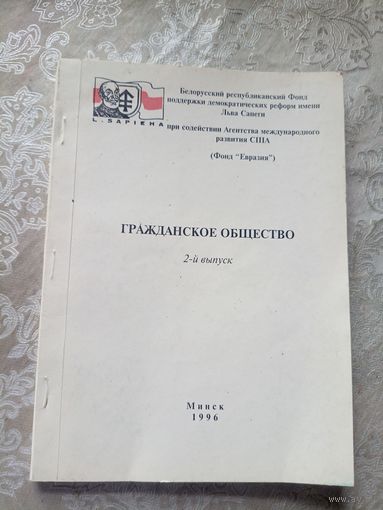 L. SAPIEHA
Белорусский республиканский Фонд
поддержки демократических реформ имени
Льва Сапеги
при содействии Агентства международного
развития США
(Фонд "Евразия")
ГРАЖДАНСКОЕ ОБЩЕСТВО
2-й выпуск
Минск
1996